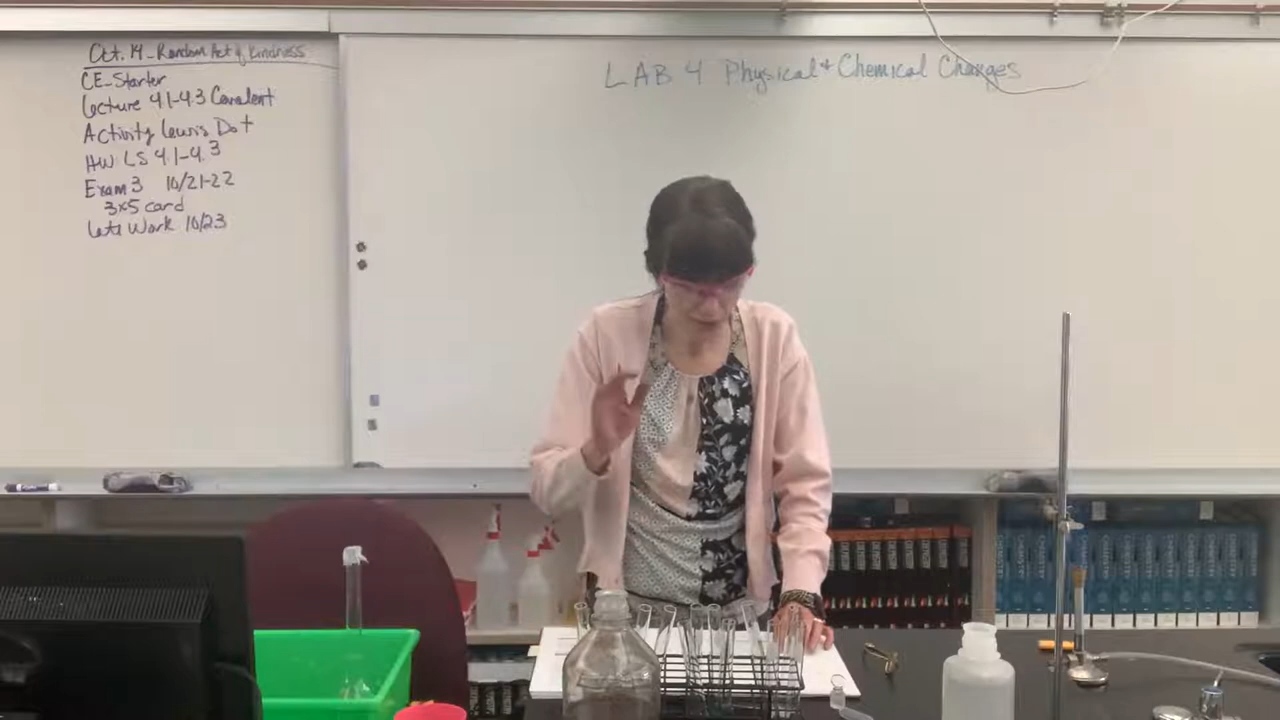 Oct. 14 - Random Act of Kindness
CE-Starter
Lecture 4.1-4.3 Covalent
Activity Lewis Dot
HW LS 4.1-4.3
Exam 3 10/21-22
3x5 card
Late Work 10/23
LAB 4 Physical + Chemical Changes